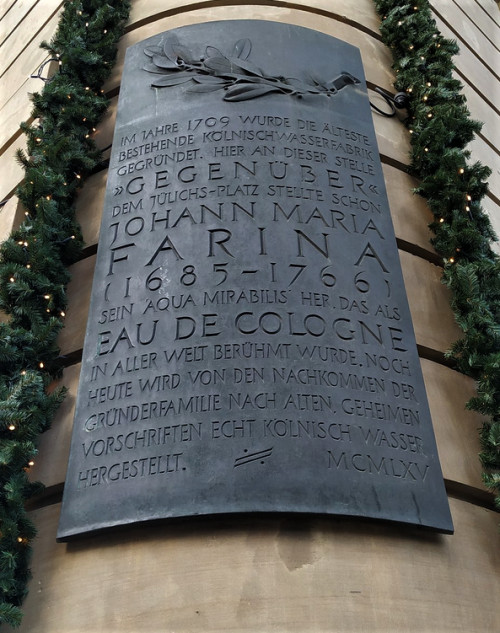 IM JAHRE 1709 WURDE DIE ÄLTESTE
BESTEHENDE KÖLNISCHWASSERFABRIK
GEGRÜNDET. HIER AN DIESER STELLE
»GEGENÜBER«
DEM JÜLICHS-PLATZ STELLTE SCHON
JOHANN MARIA
FARINA
(1685-1766)
SEIN 'AQUA MIRABILIS' HER, DAS ALS
EAU DE COLOGNE
IN ALLER WELT BERÜHMT WURDE. NOCH
HEUTE WIRD VON DEN NACHKOMMEN DER
GRÜNDERFAMILIE NACH ALTEN, GEHEIMEN
VORSCHRIFTEN ECHT KÖLNISCH WASSER
HERGESTELLT. MCMLXV